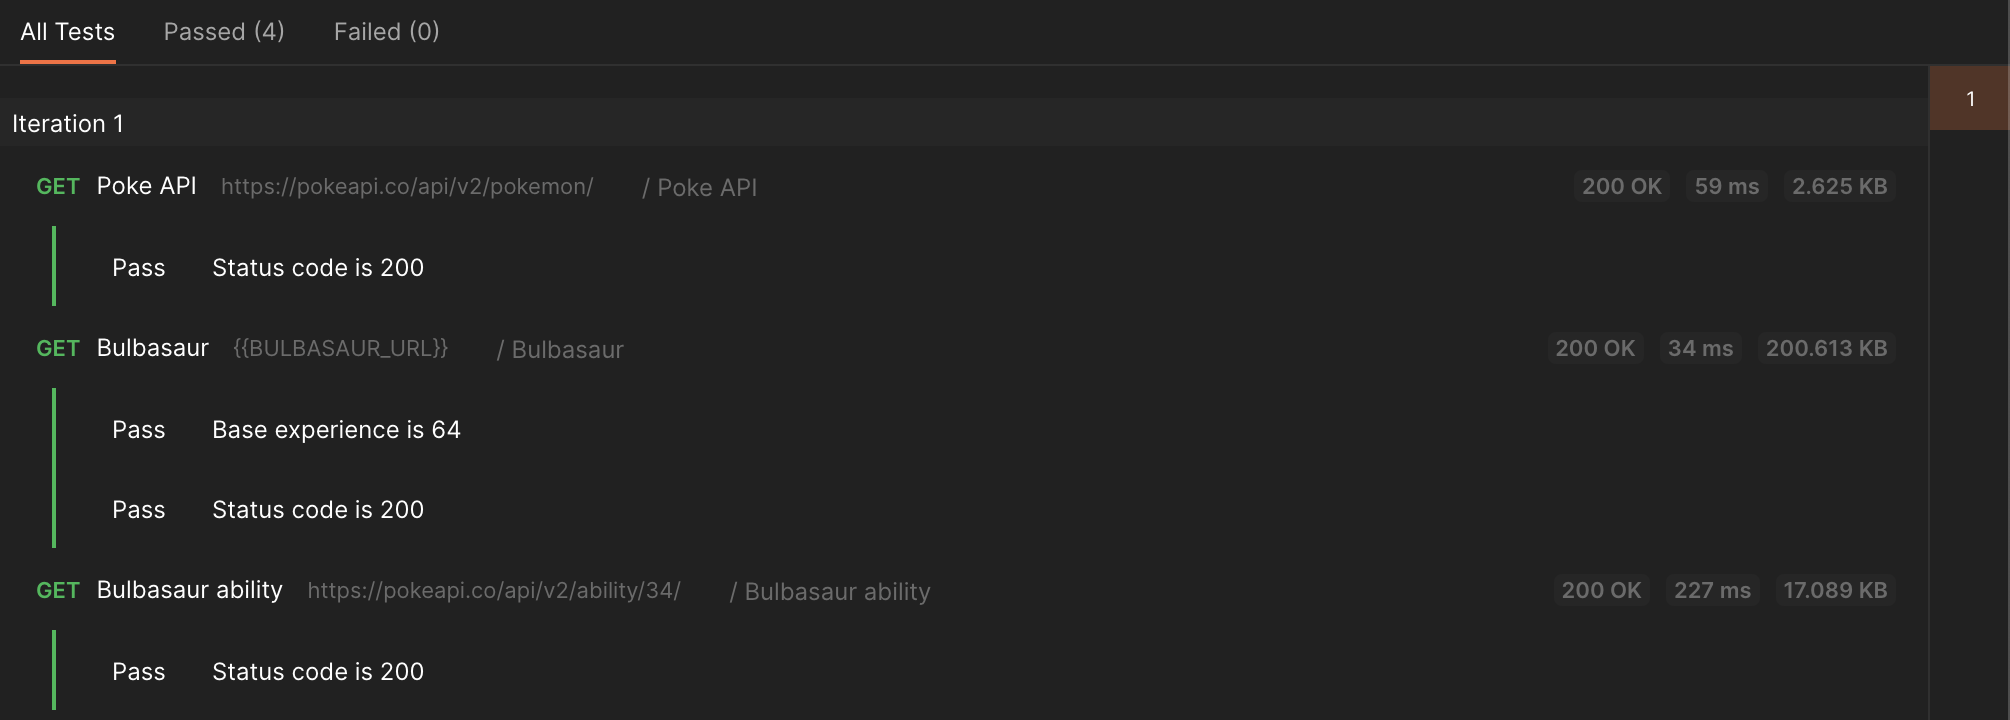 All Tests Passed (4) Failed (0)
1
Iteration 1
GET Poke API https://pokeapi.co/api/v2/pokemon/ / Poke API 200 OK 59 ms 2.625 KB
Pass Status code is 200
GET Bulbasaur {{BULBASAUR_URL}} / Bulbasaur 200 OK 34 ms 200.613 KB
Pass Base experience is 64
Pass Status code is 200
GET Bulbasaur ability https://pokeapi.co/api/v2/ability/34/ / Bulbasaur ability 200 OK 227 ms 17.089 KB
Pass Status code is 200